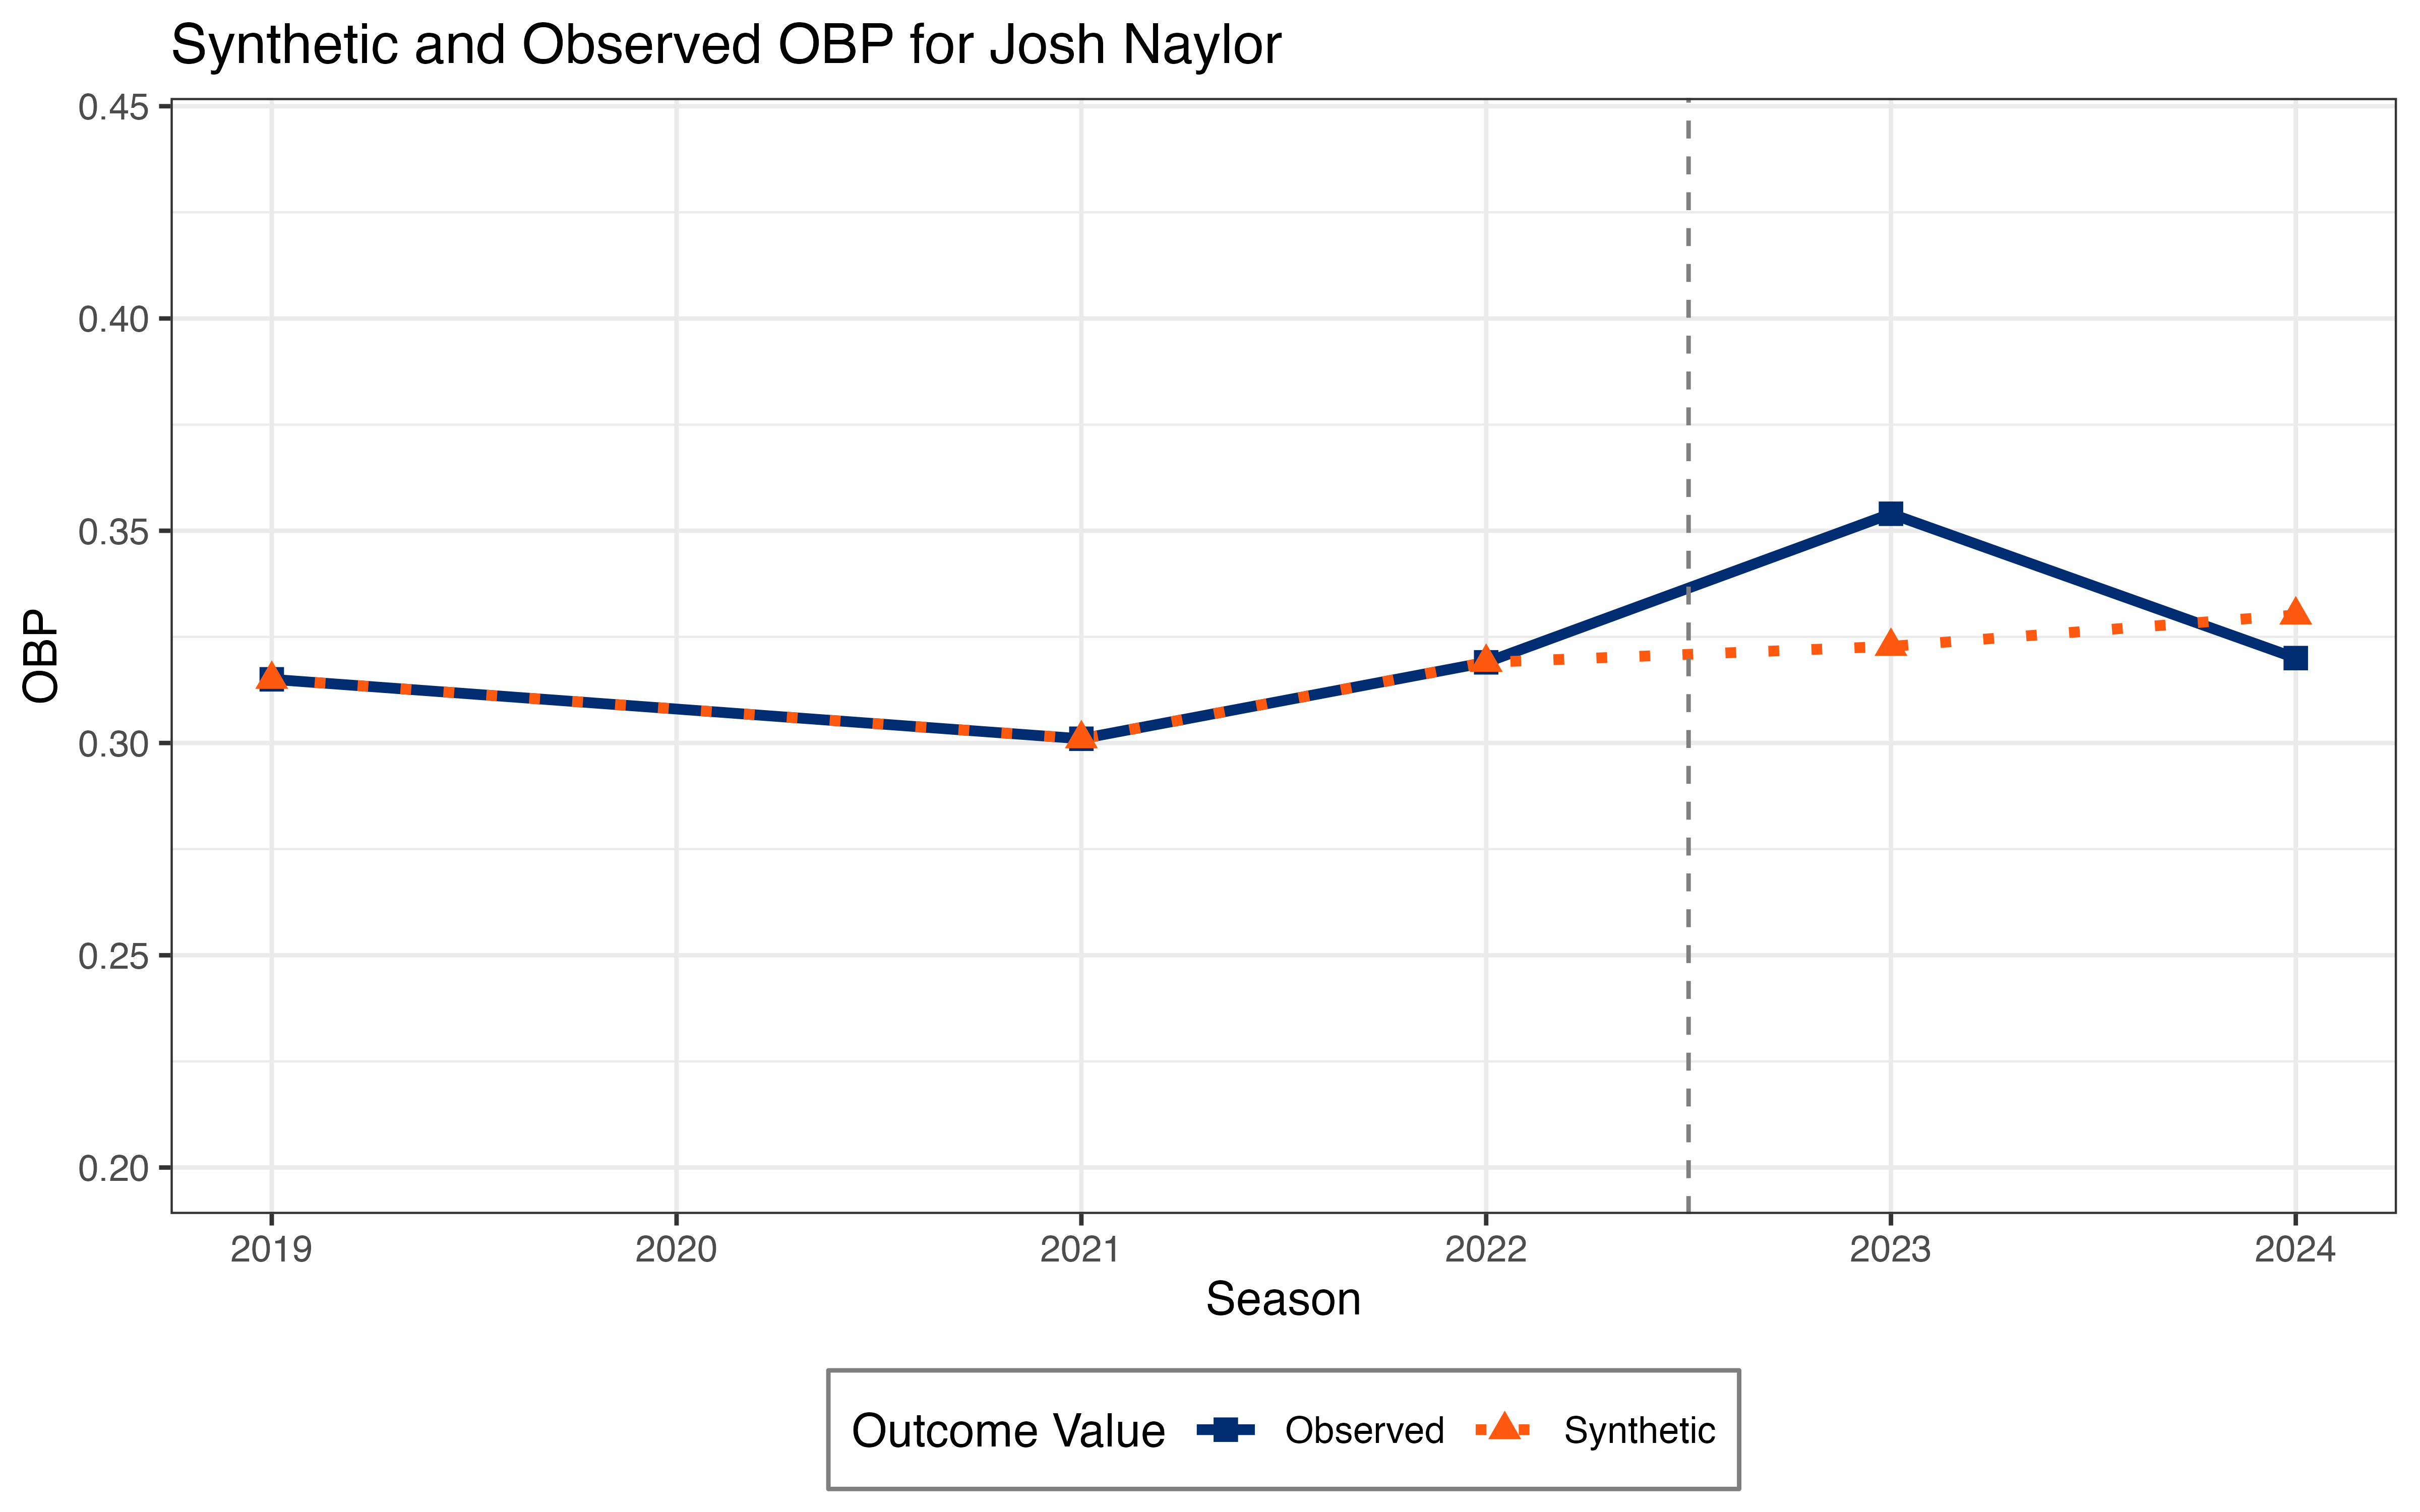 Synthetic and Observed OBP for Josh Naylor
0.45
0.40
0.35
0.30
0.25
0.20
OBP
2019 2020 2021 2022 2023 2024
Season
Outcome Value Observed Synthetic